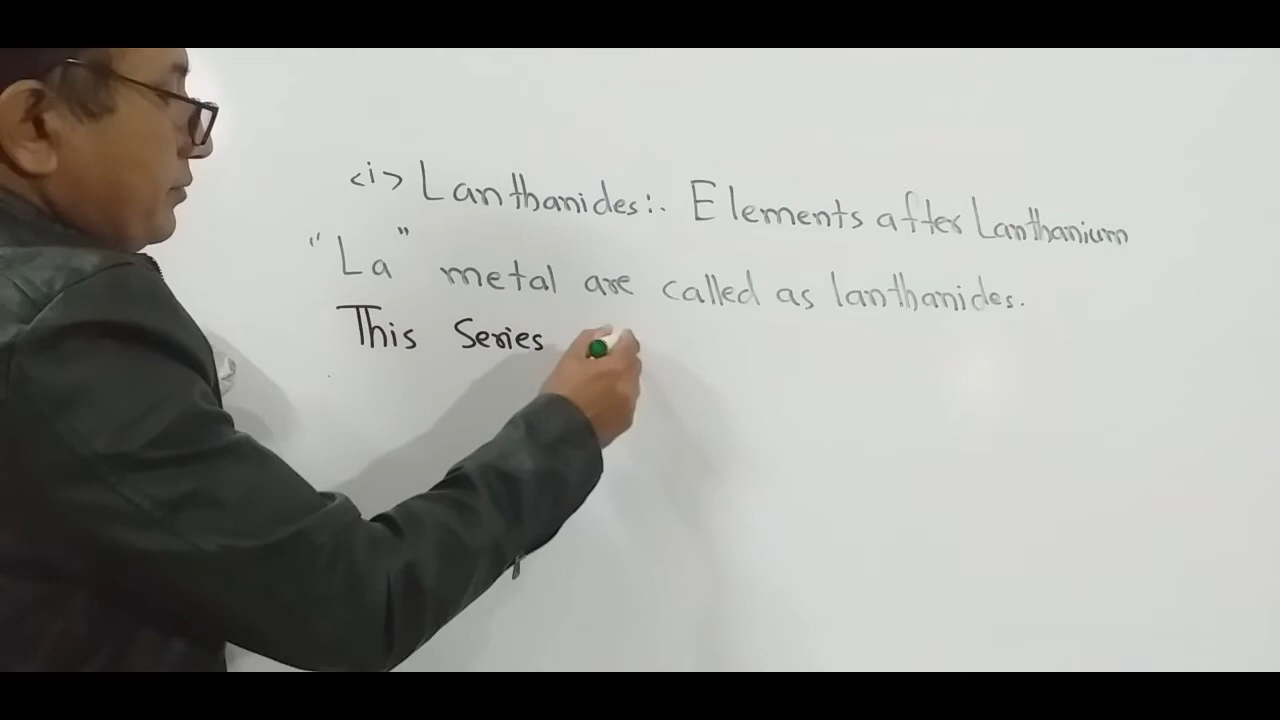 <i> Lanthanides:. Elements after Lanthanium
"La" metal are called as lanthanides.
This Series